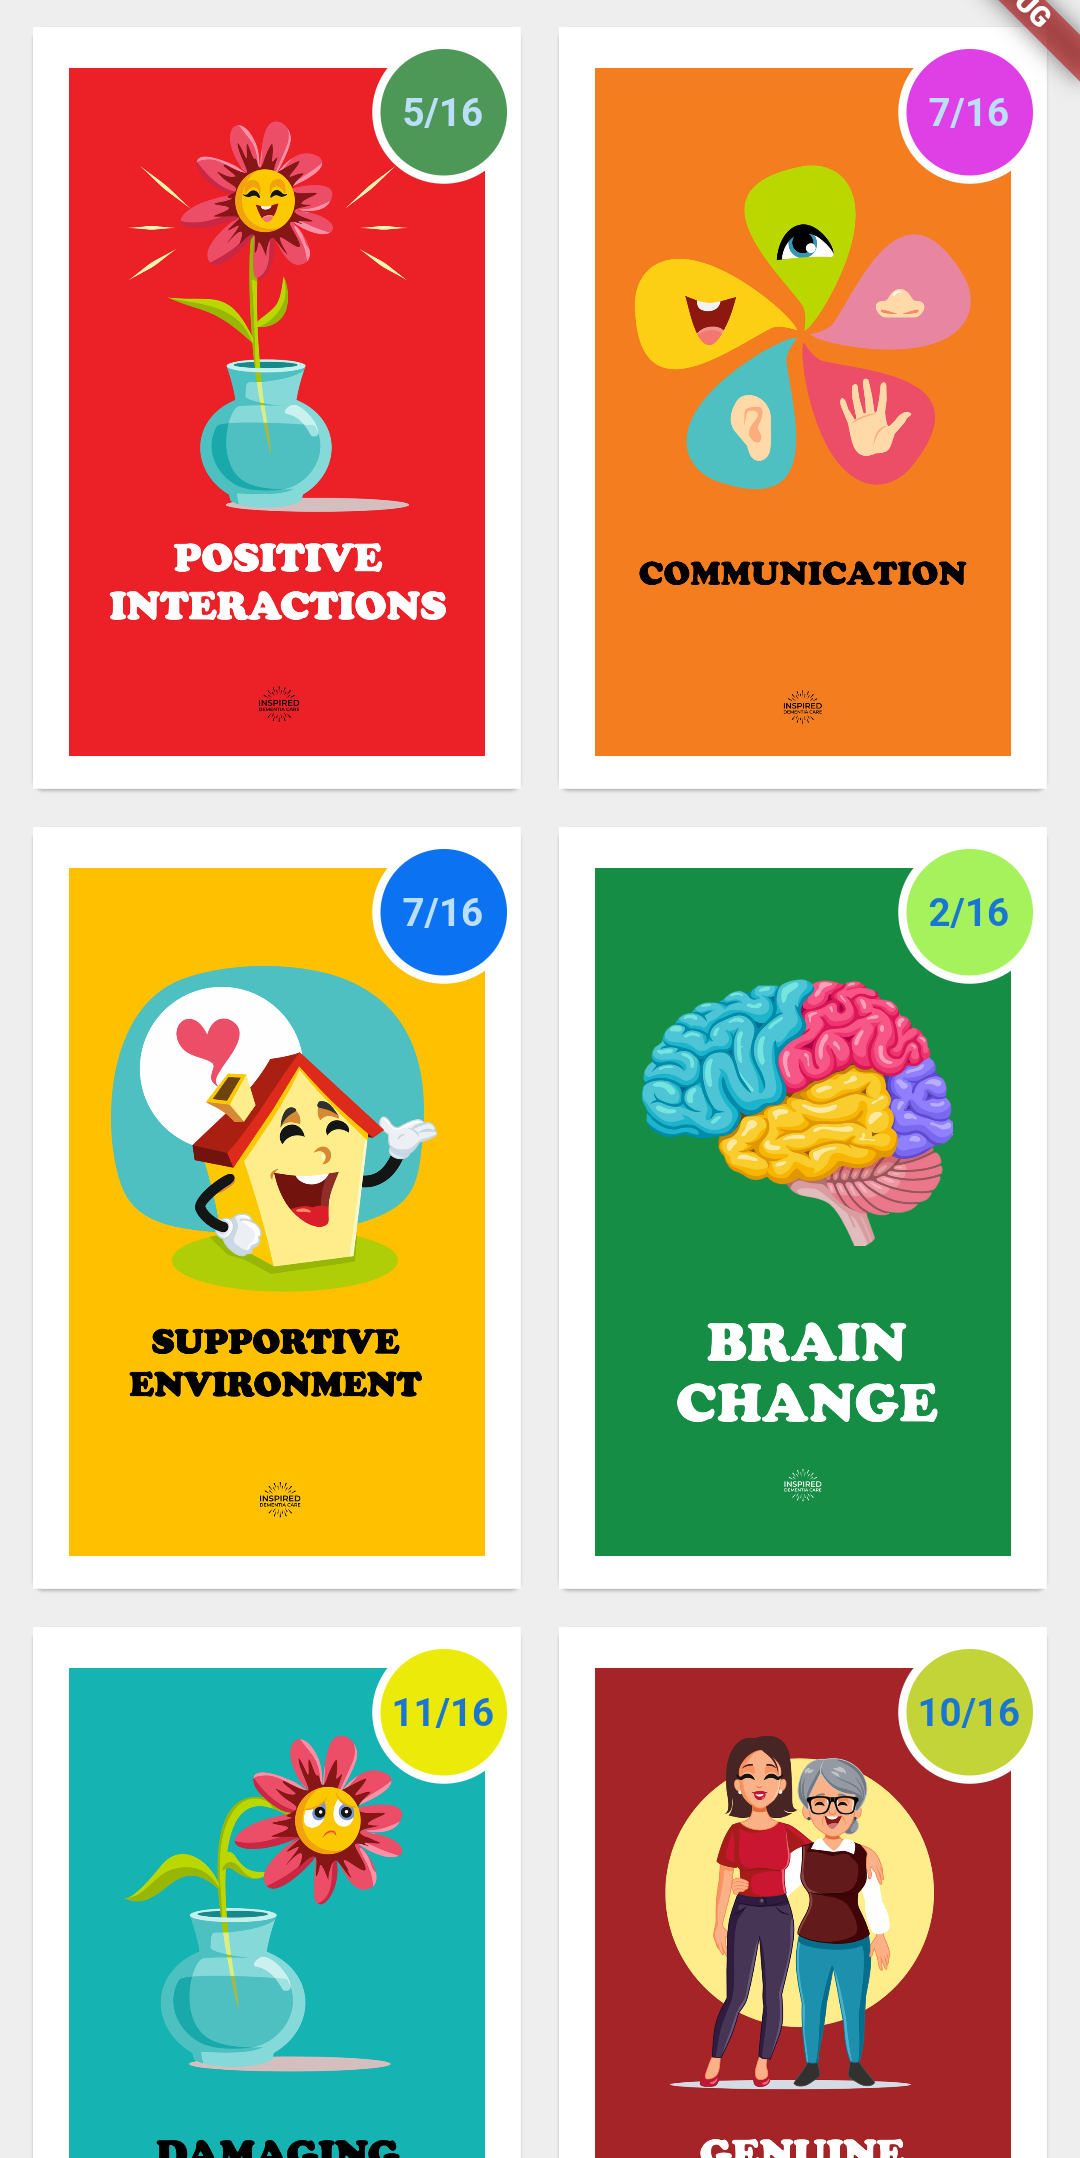 UG
5/16
POSITIVE
INTERACTIONS
INSPIRED
DEMENTIA CARE
7/16
COMMUNICATION
INSPIRED
DEMENTIA CARE
7/16
SUPPORTIVE
ENVIRONMENT
INSPIRED
DEMENTIA CARE
2/16
BRAIN
CHANGE
INSPIRED
DEMENTIA CARE
11/16
DAMAGING
10/16
GENUINE